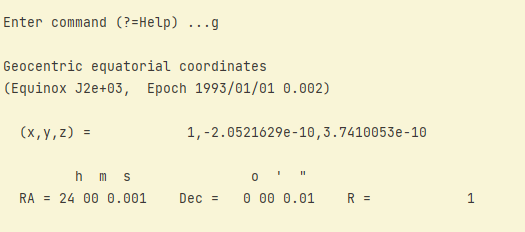 Enter command (?=Help) ...g
Geocentric equatorial coordinates
(Equinox J2e+03,  Epoch 1993/01/01 0.002)
(x,y,z) =            1,-2.0521629e-10,3.7410053e-10
h  m  s               o  '  "
RA = 24 00 0.001    Dec =   0 00 0.01    R =            1